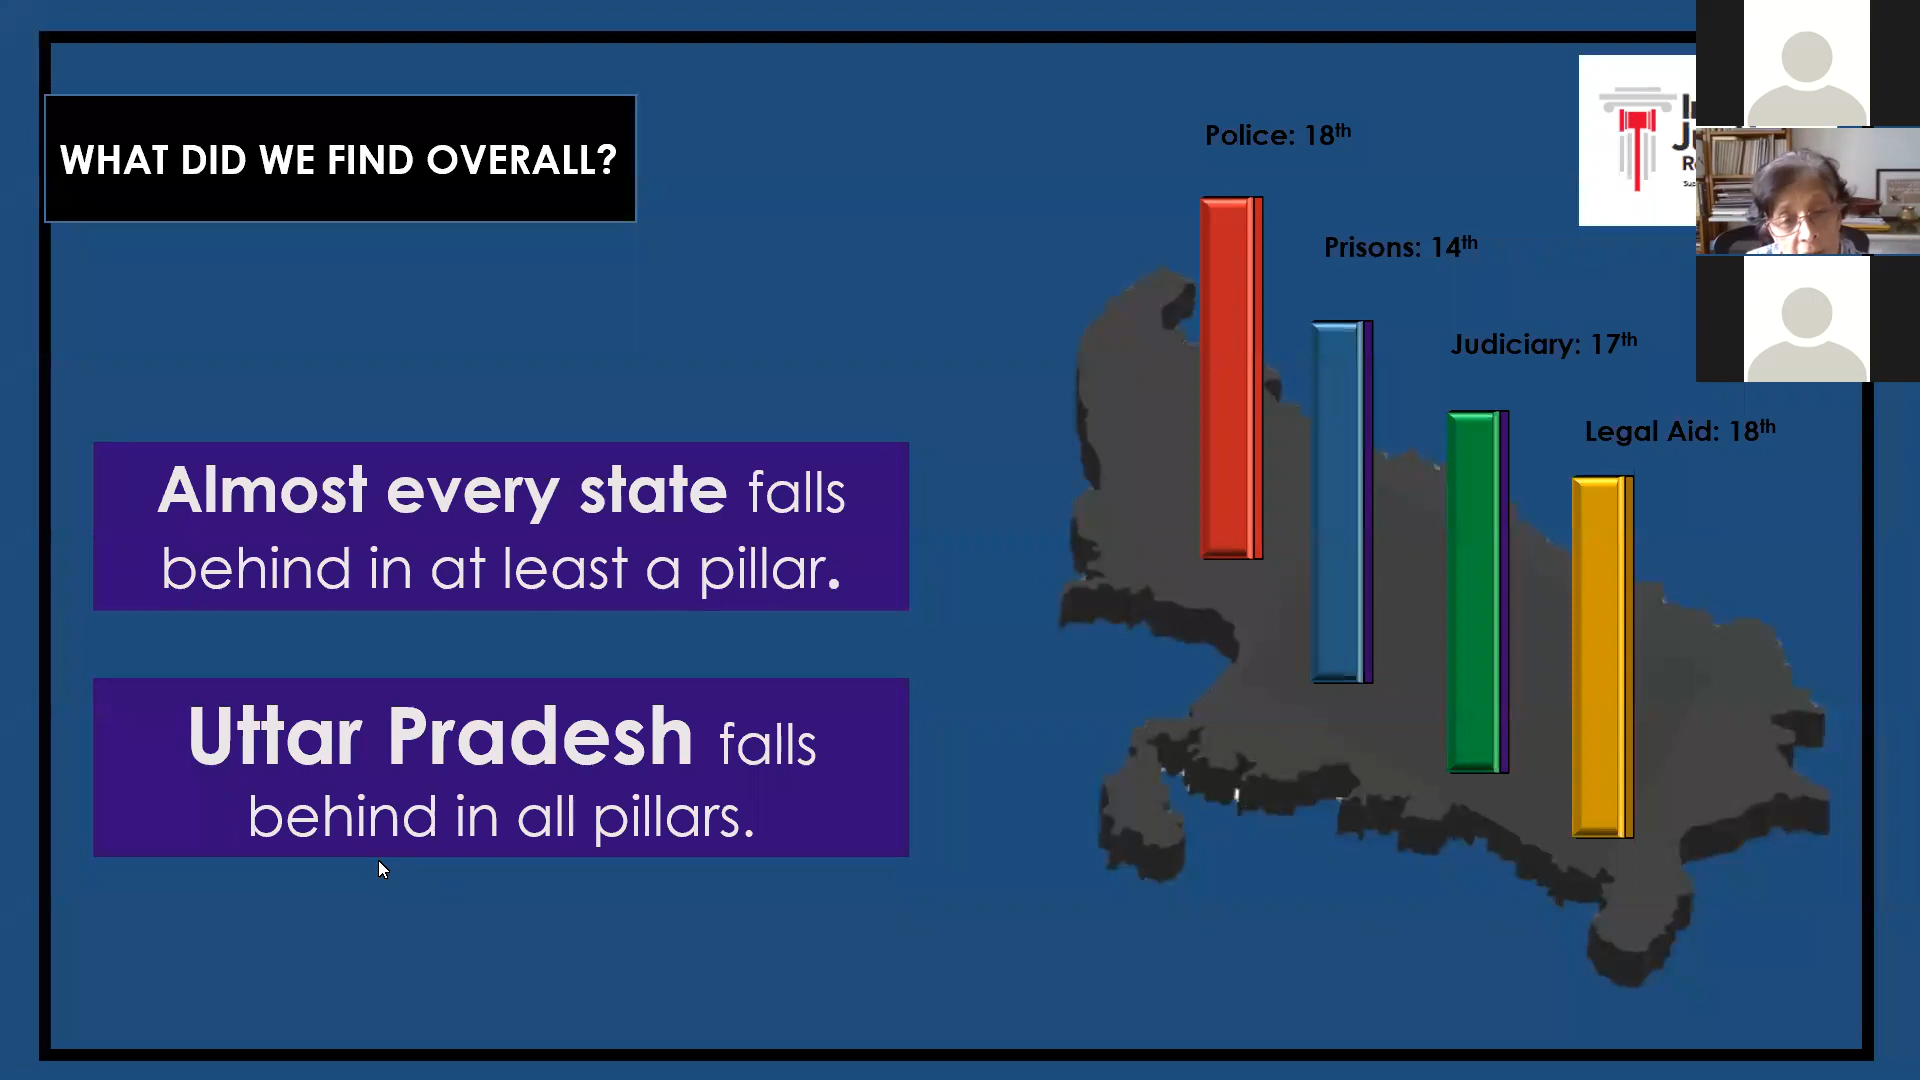 WHAT DID WE FIND OVERALL?
Police: 18th
Prisons: 14th
Judiciary: 17th
Legal Aid: 18th
Almost every state falls
behind in at least a pillar.
Uttar Pradesh falls
behind in all pillars.